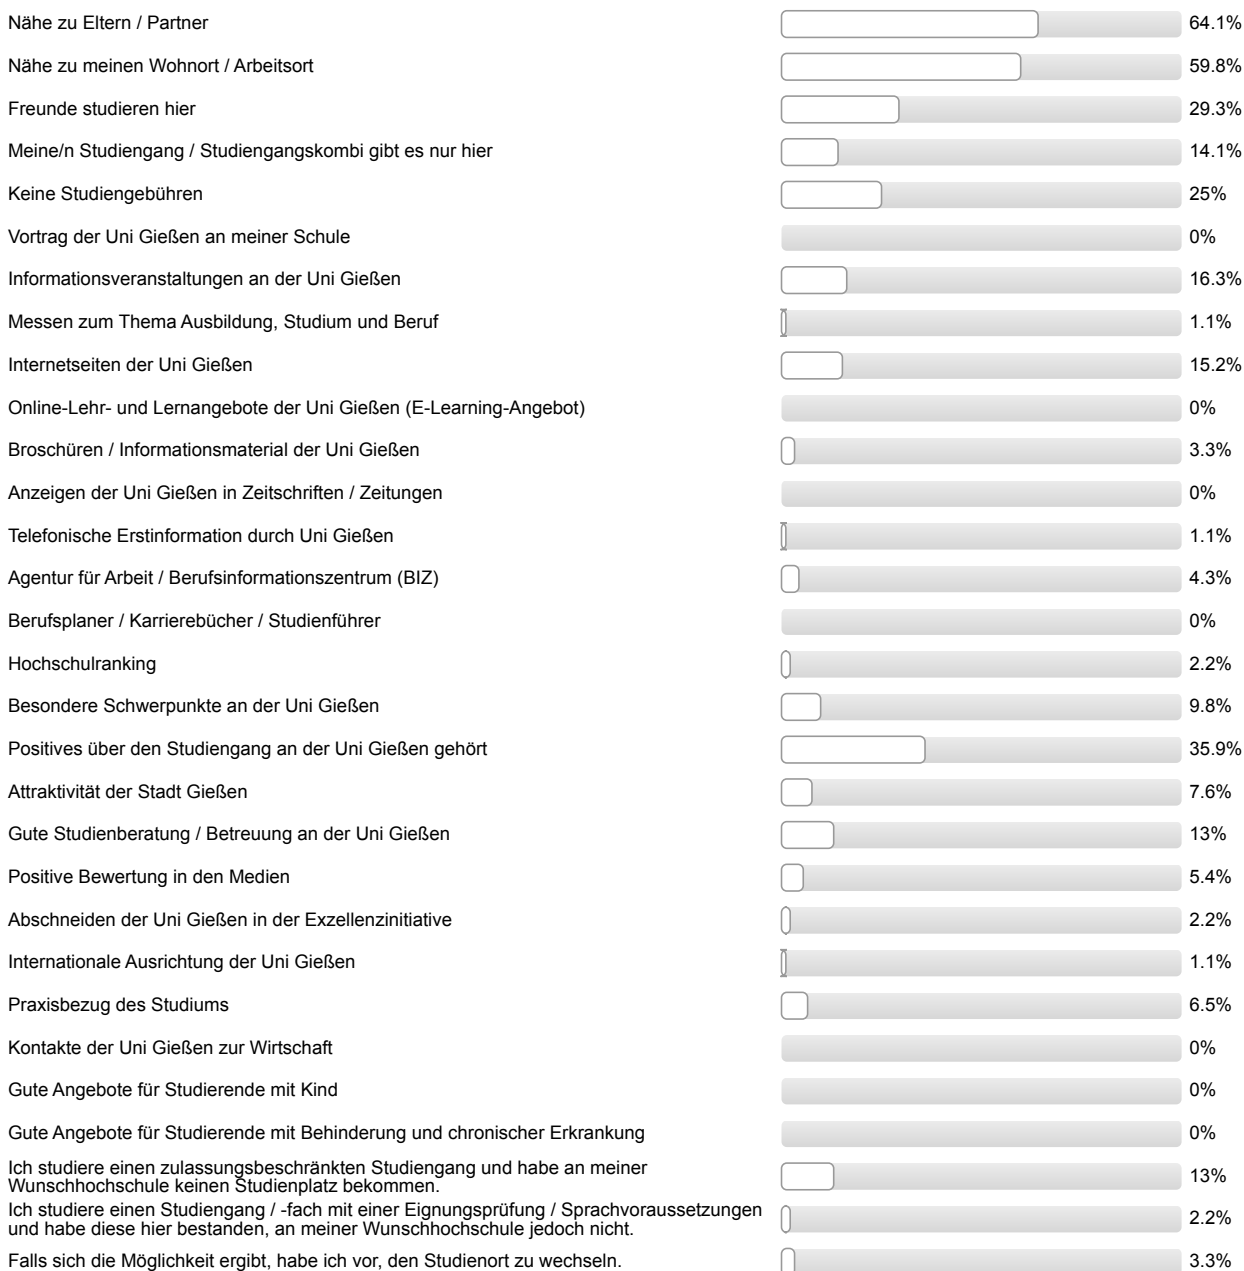 Nähe zu Eltern / Partner 64.1%
Nähe zu meinen Wohnort / Arbeitsort 59.8%
Freunde studieren hier 29.3%
Meine/n Studiengang / Studiengangskombi gibt es nur hier 14.1%
Keine Studiengebühren 25%
Vortrag der Uni Gießen an meiner Schule 0%
Informationsveranstaltungen an der Uni Gießen 16.3%
Messen zum Thema Ausbildung, Studium und Beruf 1.1%
Internetseiten der Uni Gießen 15.2%
Online-Lehr- und Lernangebote der Uni Gießen (E-Learning-Angebot) 0%
Broschüren / Informationsmaterial der Uni Gießen 3.3%
Anzeigen der Uni Gießen in Zeitschriften / Zeitungen 0%
Telefonische Erstinformation durch Uni Gießen 1.1%
Agentur für Arbeit / Berufsinformationszentrum (BIZ) 4.3%
Berufsplaner / Karrierebücher / Studienführer 0%
Hochschulranking 2.2%
Besondere Schwerpunkte an der Uni Gießen 9.8%
Positives über den Studiengang an der Uni Gießen gehört 35.9%
Attraktivität der Stadt Gießen 7.6%
Gute Studienberatung / Betreuung an der Uni Gießen 13%
Positive Bewertung in den Medien 5.4%
Abschneiden der Uni Gießen in der Exzellenzinitiative 2.2%
Internationale Ausrichtung der Uni Gießen 1.1%
Praxisbezug des Studiums 6.5%
Kontakte der Uni Gießen zur Wirtschaft 0%
Gute Angebote für Studierende mit Kind 0%
Gute Angebote für Studierende mit Behinderung und chronischer Erkrankung 0%
Ich studiere einen zulassungsbeschränkten Studiengang und habe an meiner
Wunschhochschule keinen Studienplatz bekommen. 13%
Ich studiere einen Studiengang / -fach mit einer Eignungsprüfung / Sprachvoraussetzungen
und habe diese hier bestanden, an meiner Wunschhochschule jedoch nicht. 2.2%
Falls sich die Möglichkeit ergibt, habe ich vor, den Studienort zu wechseln. 3.3%